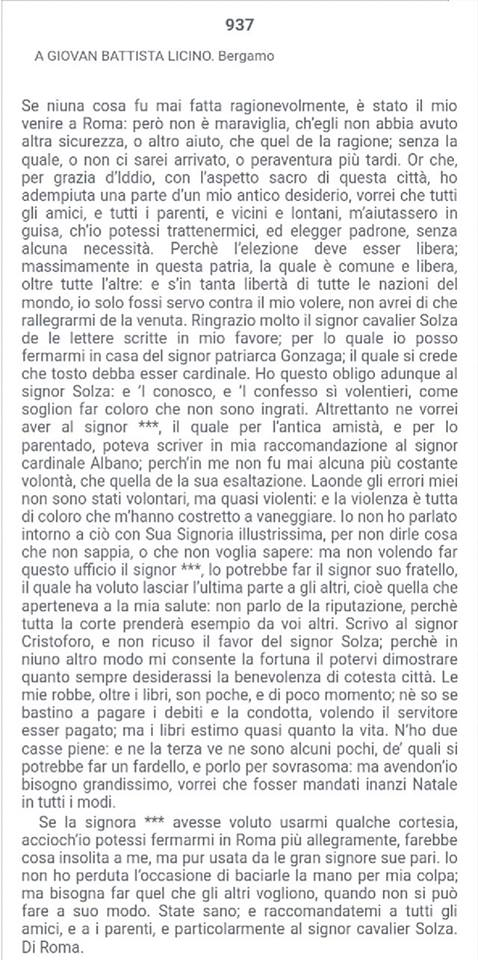 937
A GIOVAN BATTISTA LICINO. Bergamo
Se niuna cosa fu mai fatta ragionevolmente, è stato il mio
venire a Roma: però non è maraviglia, ch'egli non abbia avuto
altra sicurezza, o altro aiuto, che quel de la ragione; senza la
quale, o non ci sarei arrivato, o peraventura più tardi. Or che,
per grazia d'Iddio, con l'aspetto sacro di questa città, ho
adempiuta una parte d'un mio antico desiderio, vorrei che tutti
gli amici, e tutti i parenti, e vicini e lontani, m'aiutassero in
guisa, ch'io potessi trattenermici, ed elegger padrone, senza
alcuna necessità. Perchè l'elezione deve esser libera;
massimamente in questa patria, la quale è comune e libera,
oltre tutte l'altre: e s'in tanta libertà di tutte le nazioni del
mondo, io solo fossi servo contra il mio volere, non avrei di che
rallegrarmi de la venuta. Ringrazio molto il signor cavalier Solza
de le lettere scritte in mio favore; per lo quale io posso
fermarmi in casa del signor patriarca Gonzaga; il quale si crede
che tosto debba esser cardinale. Ho questo obligo adunque al
signor Solza: e 'l conosco, e 'l confesso sì volentieri, come
soglion far coloro che non sono ingrati. Altrettanto ne vorrei
aver al signor ***, il quale per l'antica amistà, e per lo
parentado, poteva scriver in mia raccomandazione al signor
cardinale Albano; perch'in me non fu mai alcuna più costante
volontà, che quella de la sua esaltazione. Laonde gli errori miei
non sono stati volontari, ma quasi violenti: e la violenza è tutta
di coloro che m'hanno costretto a vaneggiare. Io non ho parlato
intorno a ciò con Sua Signoria illustrissima, per non dirle cosa
che non sappia, o che non voglia sapere: ma non volendo far
questo ufficio il signor ***, lo potrebbe far il signor suo fratello,
il quale ha voluto lasciar l'ultima parte a gli altri, cioè quella che
aperteneva a la mia salute: non parlo de la riputazione, perchè
tutta la corte prenderà esempio da voi altri. Scrivo al signor
Cristoforo, e non ricuso il favor del signor Solza; perchè in
niuno altro modo mi consente la fortuna il potervi dimostrare
quanto sempre desiderassi la benevolenza di cotesta città. Le
mie robbe, oltre i libri, son poche, e di poco momento; nè so se
bastino a pagare i debiti e la condotta, volendo il servitore
esser pagato; ma i libri estimo quasi quanto la vita. N'ho due
casse piene: e ne la terza ve ne sono alcuni pochi, de' quali si
potrebbe far un fardello, e porlo per sovrasoma: ma avendon'io
bisogno grandissimo, vorrei che fosser mandati inanzi Natale
in tutti i modi.
Se la signora *** avesse voluto usarmi qualche cortesia,
accioch'io potessi fermarmi in Roma più allegramente, farebbe
cosa insolita a me, ma pur usata da le gran signore sue pari. Io
non ho perduta l'occasione di baciarle la mano per mia colpa;
ma bisogna far quel che gli altri vogliono, quando non si può
fare a suo modo. State sano; e raccomandatemi a tutti gli
amici, e a i parenti, e particolarmente al signor cavalier Solza.
Di Roma.